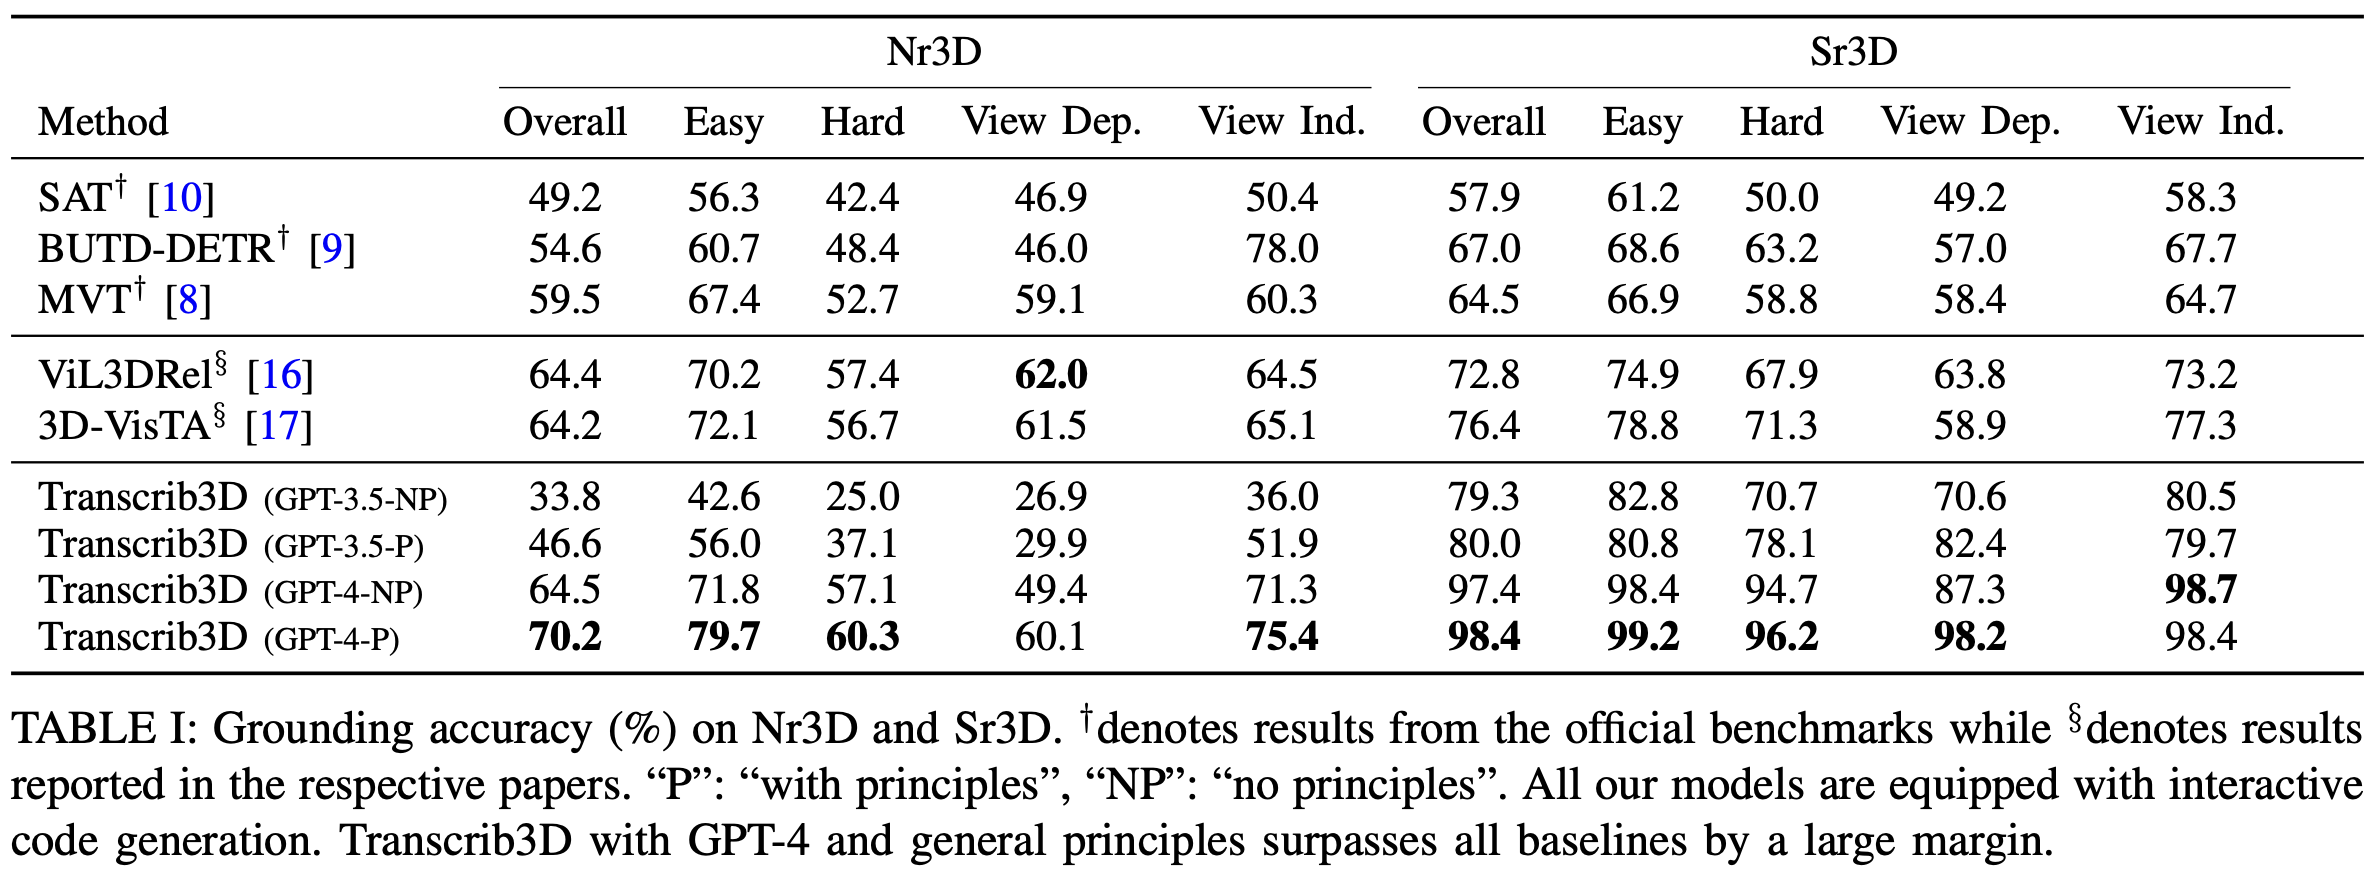 Nr3D Sr3D
Method Overall Easy Hard View Dep. View Ind. Overall Easy Hard View Dep. View Ind.
SAT† [10] 49.2 56.3 42.4 46.9 50.4 57.9 61.2 50.0 49.2 58.3
BUTD-DETR† [9] 54.6 60.7 48.4 46.0 78.0 67.0 68.6 63.2 57.0 67.7
MVT† [8] 59.5 67.4 52.7 59.1 60.3 64.5 66.9 58.8 58.4 64.7
ViL3DRel§ [16] 64.4 70.2 57.4 62.0 64.5 72.8 74.9 67.9 63.8 73.2
3D-VisTA§ [17] 64.2 72.1 56.7 61.5 65.1 76.4 78.8 71.3 58.9 77.3
Transcrib3D (GPT-3.5-NP) 33.8 42.6 25.0 26.9 36.0 79.3 82.8 70.7 70.6 80.5
Transcrib3D (GPT-3.5-P) 46.6 56.0 37.1 29.9 51.9 80.0 80.8 78.1 82.4 79.7
Transcrib3D (GPT-4-NP) 64.5 71.8 57.1 49.4 71.3 97.4 98.4 94.7 87.3 98.7
Transcrib3D (GPT-4-P) 70.2 79.7 60.3 60.1 75.4 98.4 99.2 96.2 98.2 98.4
TABLE I: Grounding accuracy (%) on Nr3D and Sr3D. †denotes results from the official benchmarks while §denotes results
reported in the respective papers. “P”: “with principles”, “NP”: “no principles”. All our models are equipped with interactive
code generation. Transcrib3D with GPT-4 and general principles surpasses all baselines by a large margin.